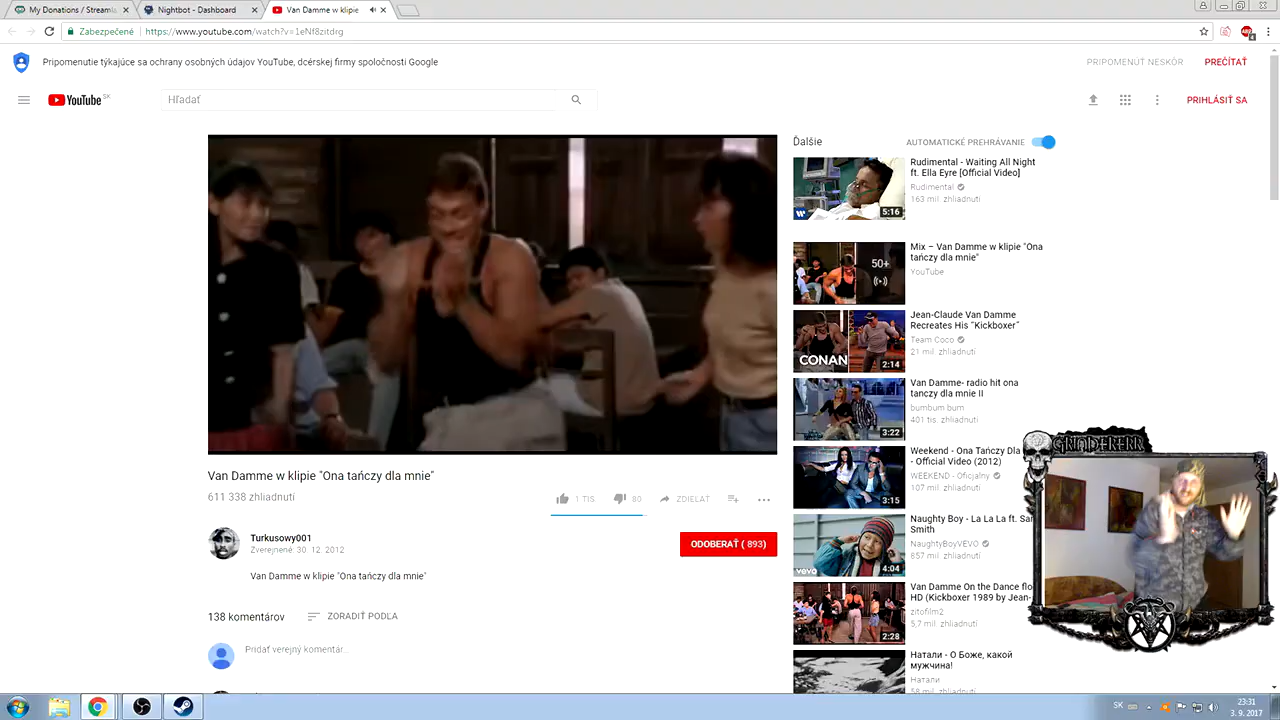 My Donations / Streaml
Nightbot - Dashboard
Van Damme w klipie
Zabezpečené
https://www.youtube.com/watch?v=1eNf8zitdrg
Pripomenutie týkajúce sa ochrany osobných údajov YouTube, dcérskej firmy spoločnosti Google
PRIPOMENÚŤ NESKÔR
PREČÍTAŤ
YouTube SK
Hľadať
PRIHLÁSIŤ SA
Ďalšie
AUTOMATICKÉ PREHRÁVANIE
Rudimental - Waiting All Night
ft. Ella Eyre [Official Video]
Rudimental
163 mil. zhliadnutí
5:16
Mix – Van Damme w klipie "Ona
tańczy dla mnie"
YouTube
50+
Jean-Claude Van Damme
Recreates His "Kickboxer"
Team Coco
21 mil. zhliadnutí
CONAN
2:14
Van Damme- radio hit ona
tanczy dla mnie II
bumbum bum
401 tis. zhliadnutí
3:22
Weekend - Ona Tańczy Dla
- Official Video (2012)
WEEKEND - Oficjalny
107 mil. zhliadnutí
3:15
Naughty Boy - La La La ft. Sam
Smith
NaughtyBoyVEVO
857 mil. zhliadnutí
vevo
4:04
Van Damme On the Dance flo
HD (Kickboxer 1989 by Jean-
zitofilm2
5,7 mil. zhliadnutí
2:28
Натали - О Боже, какой
мужчина!
Натали
58 mil. zhliadnutí
GRINDERERR
Van Damme w klipie "Ona tańczy dla mnie"
611 338 zhliadnutí
1 TIS
80
ZDIEĽAŤ
Turkusowy001
Zverejnené: 30. 12. 2012
ODOBERAŤ ( 893)
Van Damme w klipie "Ona tańczy dla mnie"
138 komentárov
ZORADIŤ PODĽA
Pridať verejný komentár...
SK
23:31
3. 9. 2017